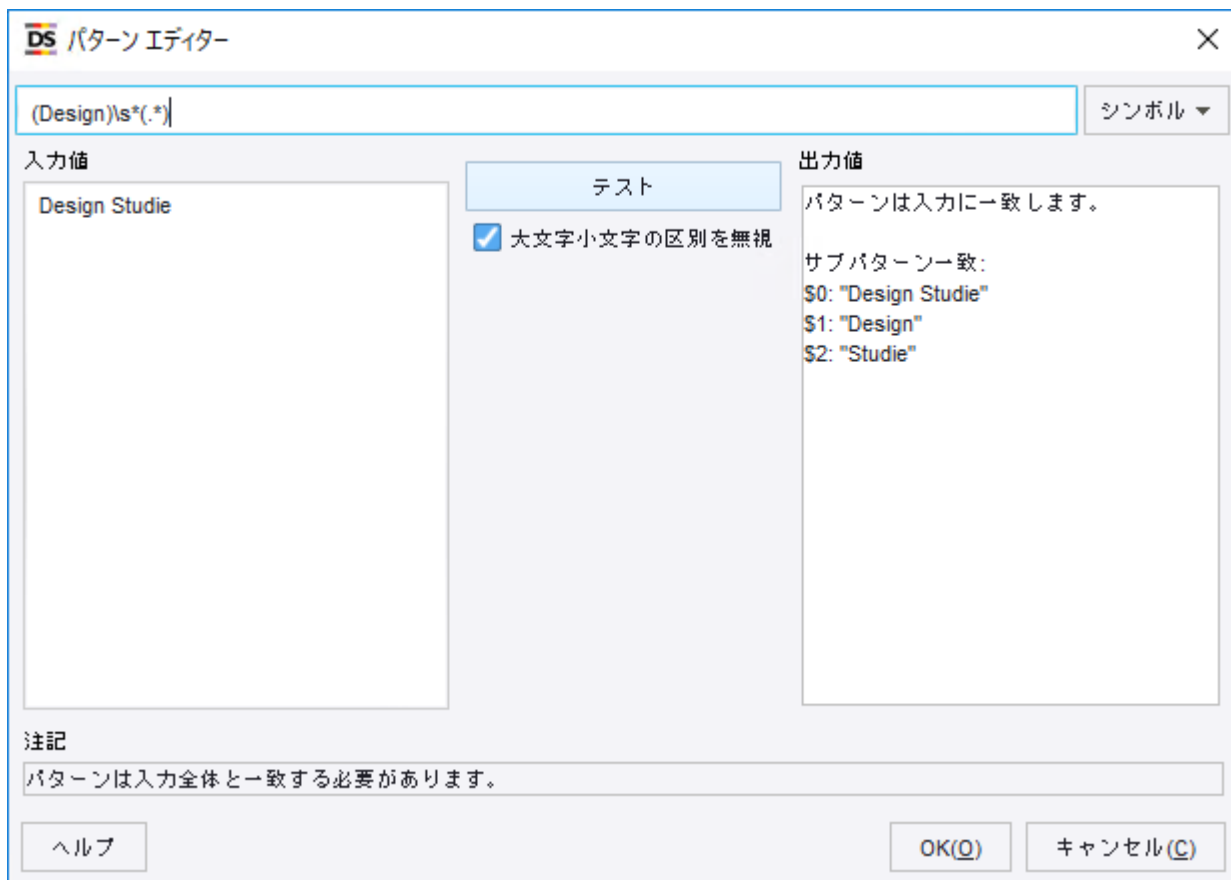 DS パターン エディター
(Design)\s*(.*)
シンボル
入力値
出力値
Design Studie
テスト
大文字小文字の区別を無視
パターンは入力に一致します。
サブパターン一致:
$0: "Design Studie"
$1: "Design"
$2: "Studie"
注記
パターンは入力全体と一致する必要があります。
ヘルプ
OK(O)
キャンセル(C)